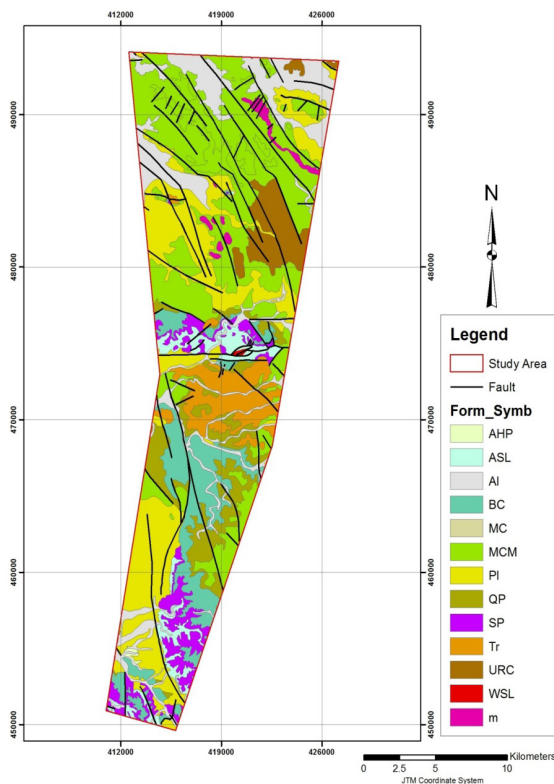 412000 419000 426000
490000
480000
470000
460000
450000
490000
480000
470000
460000
450000
412000 419000 426000
N
Legend
Study Area
Fault
Form_Symb
AHP
ASL
Al
BC
MC
MCM
Pl
QP
SP
Tr
URC
WSL
m
Kilometers
0 2.5 5 10
JTM Coordinate System